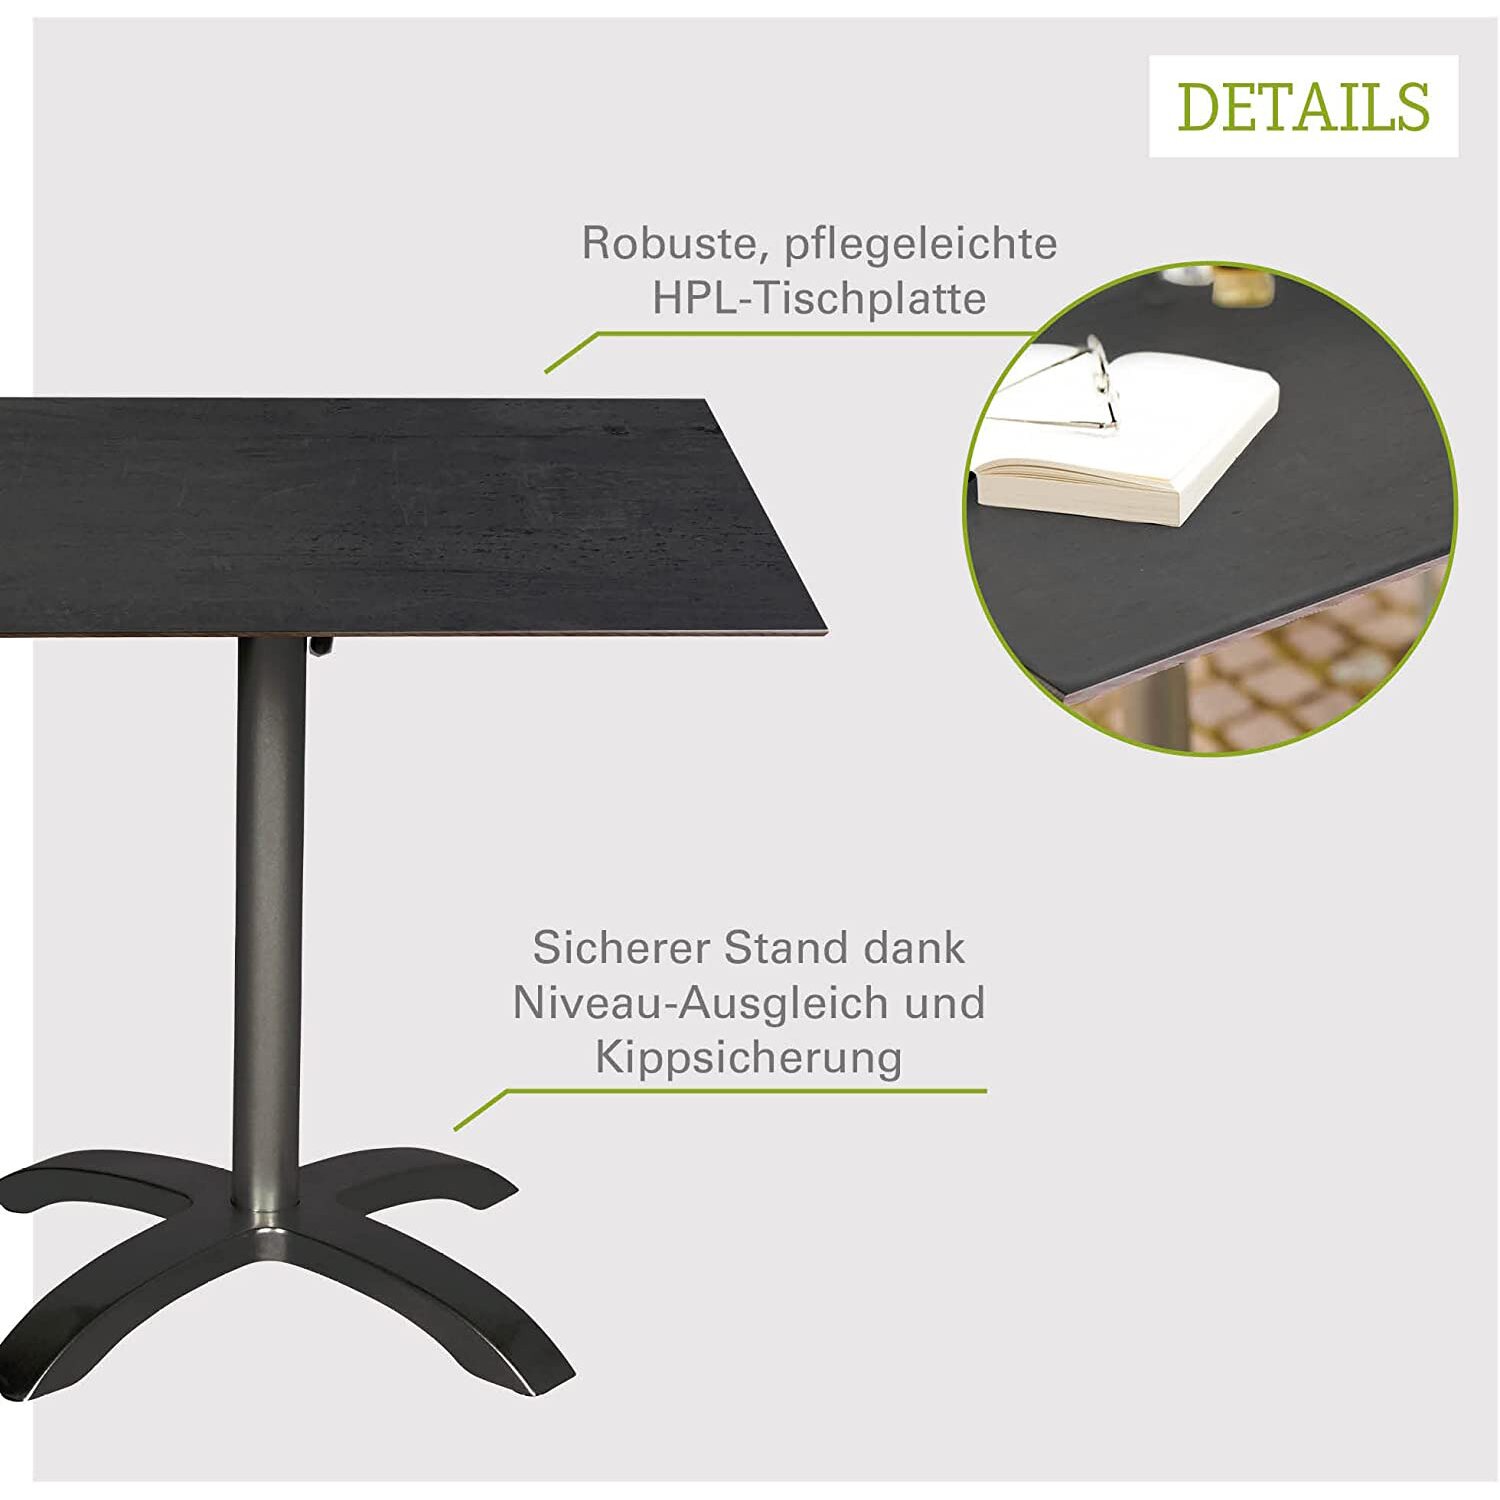 DETAILS
Robuste, pflegeleichte
HPL-Tischplatte
Sicherer Stand dank
Niveau-Ausgleich und
Kippsicherung